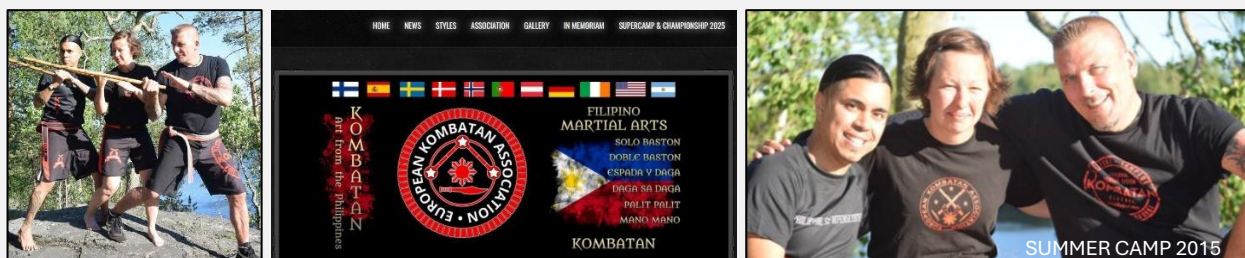 HOME NEWS STYLES ASSOCIATION GALLERY IN MEMORIAM SUPERCAMP & CHAMPIONSHIP 2025
KOMBATAN
Art from the Philippines
EUROPEAN KOMBATAN ASSOCIATION
FILIPINO
MARTIAL ARTS
SOLO BASTON
DOBLE BASTON
ESPADA Y DAGA
DAGA SA DAGA
PALIT PALIT
MANO MANO
KOMBATAN
KOMBATAN
SUMMER CAMP 2015